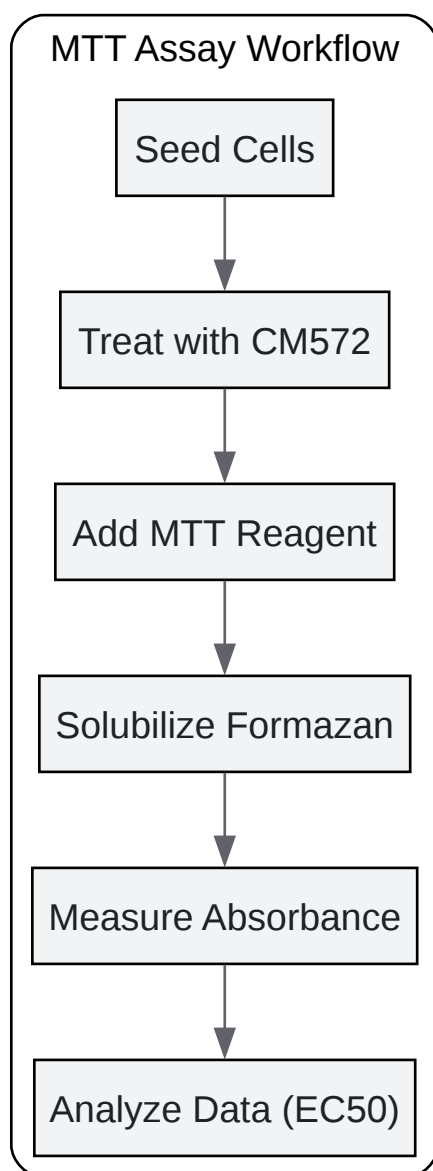 MTT Assay Workflow
Seed Cells
Treat with CM572
Add MTT Reagent
Solubilize Formazan
Measure Absorbance
Analyze Data (EC50)